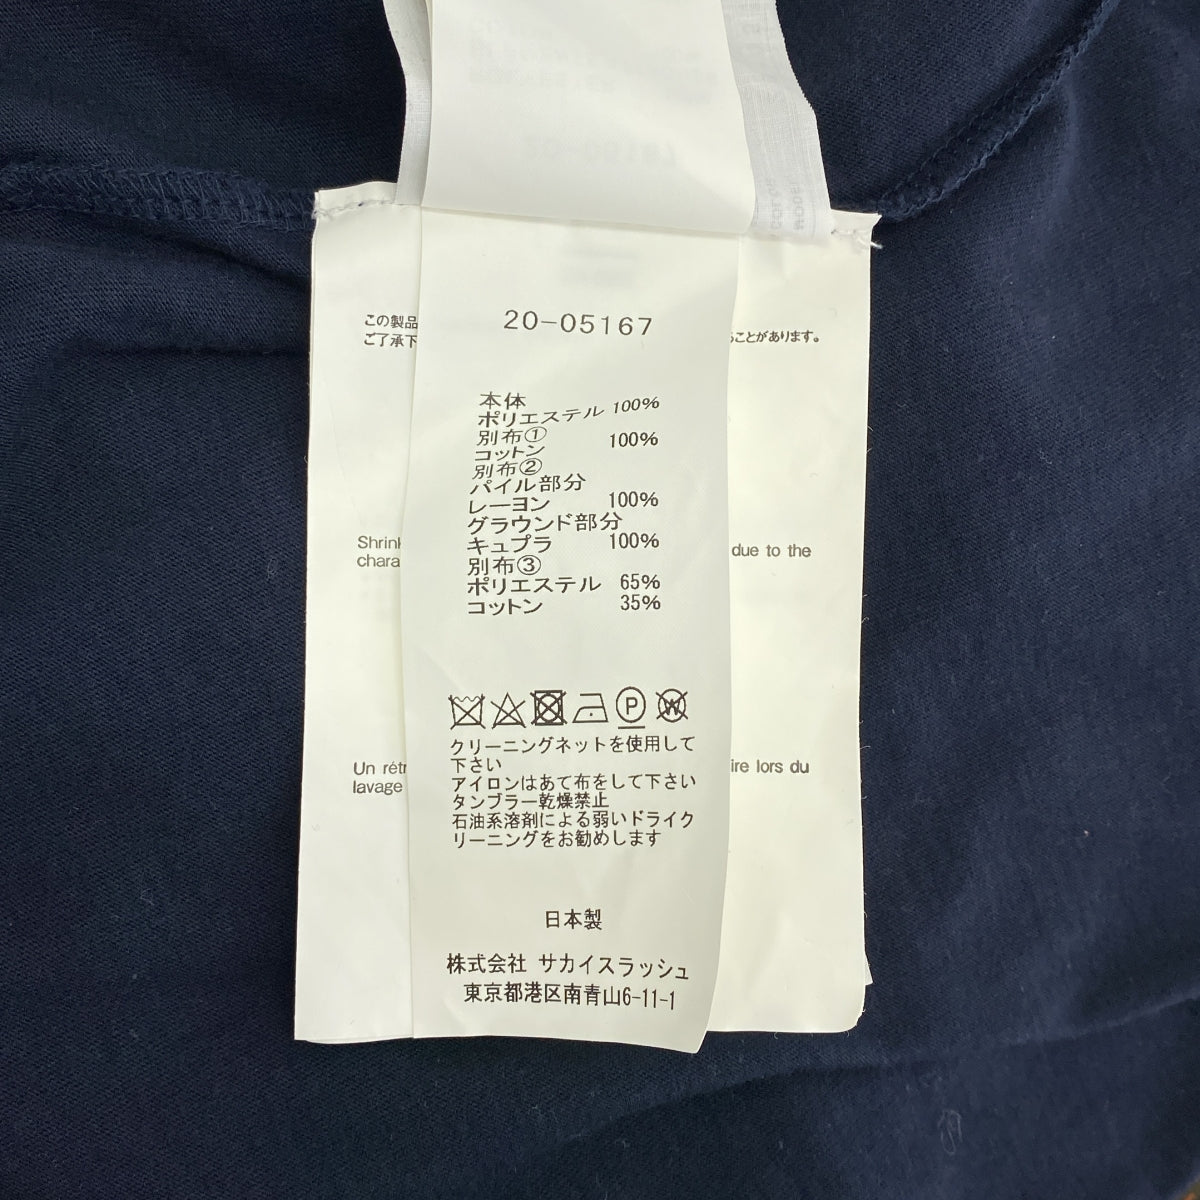 20-05167
本体
ポリエステル 100%
別布①
コットン 100%
別布②
パイル部分
レーヨン 100%
グラウンド部分
キュプラ 100%
別布③
ポリエステル 65%
コットン 35%
P
W
クリーニングネットを使用して
下さい
アイロンはあて布をして下さい
タンブラー乾燥禁止
石油系溶剤による弱いドライク
リーニングをお勧めします
日本製
株式会社 サカイスラッシュ
東京都港区南青山6-11-1
この製品
ご了承下 ることがあります。
Shrink due to the
chara
Un rétr ire lors du
lavage